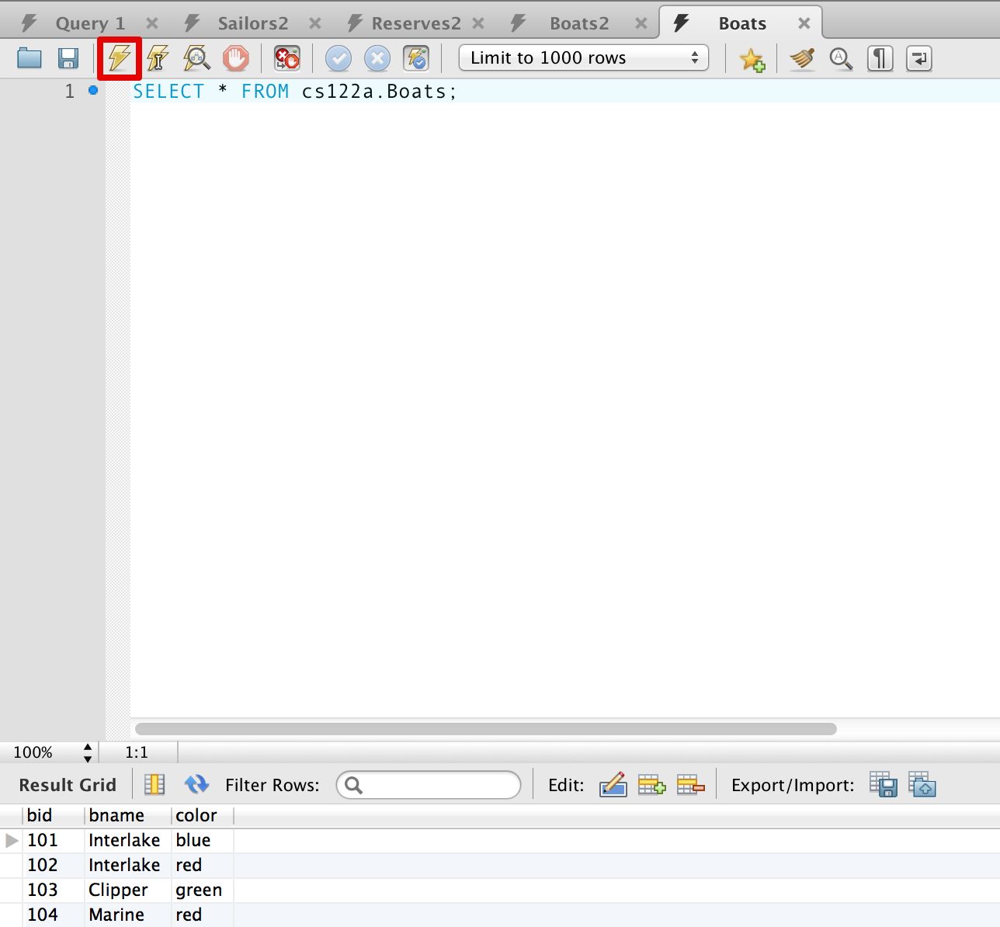 Query 1 Sailors2 Reserves2 Boats2 Boats
Limit to 1000 rows
1 SELECT * FROM cs122a.Boats;
100% 1:1
Result Grid Filter Rows: Edit: Export/Import:
bid bname color
101 Interlake blue
102 Interlake red
103 Clipper green
104 Marine red